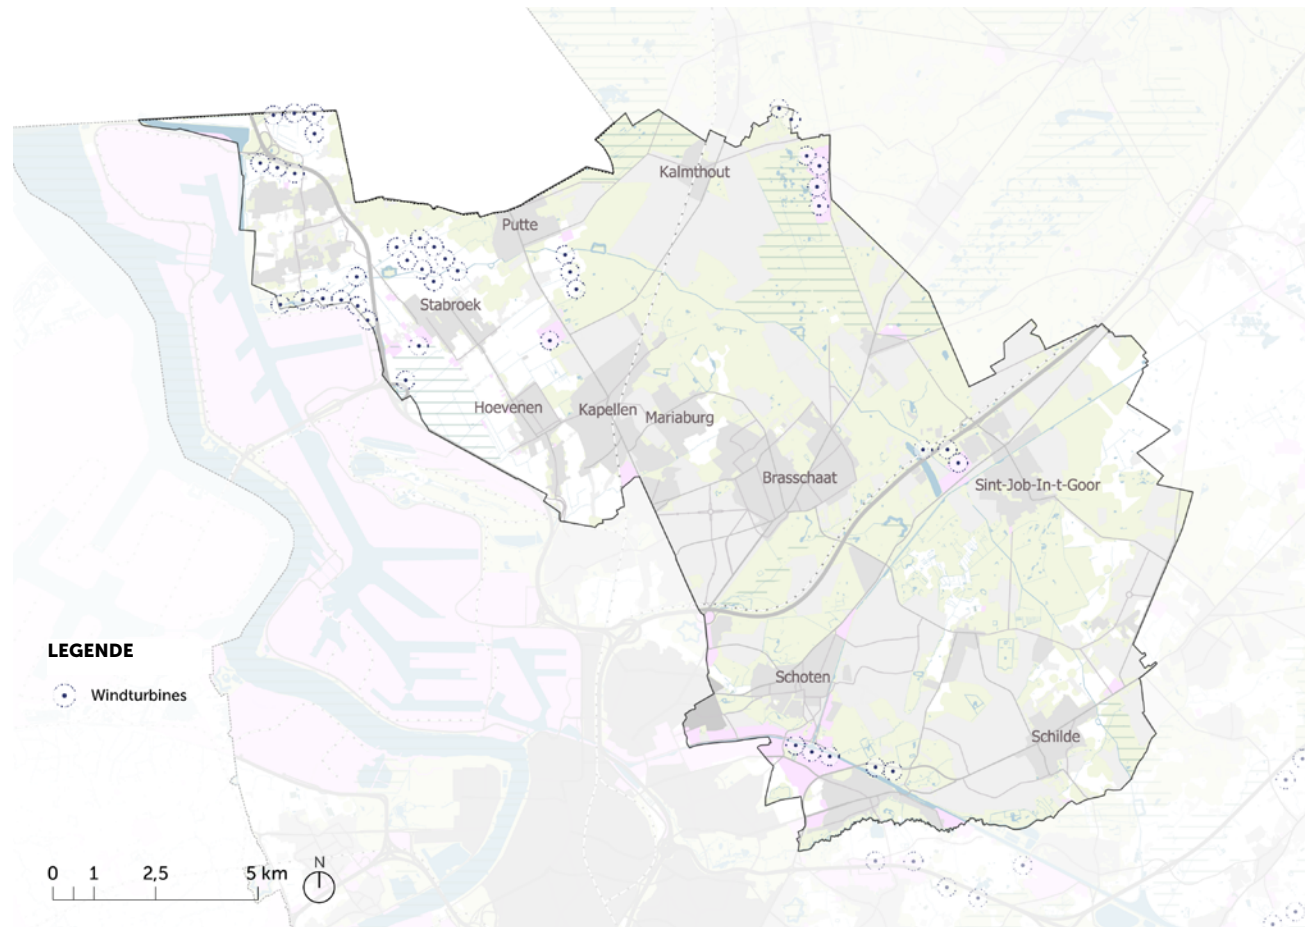 Kalmthout
Putte
Stabroek
Hoevenen
Kapellen
Mariaburg
Brasschaat
Sint-Job-In-t-Goor
LEGENDE
Windturbines
Schoten
Schilde
0 1 2,5 5 km
N